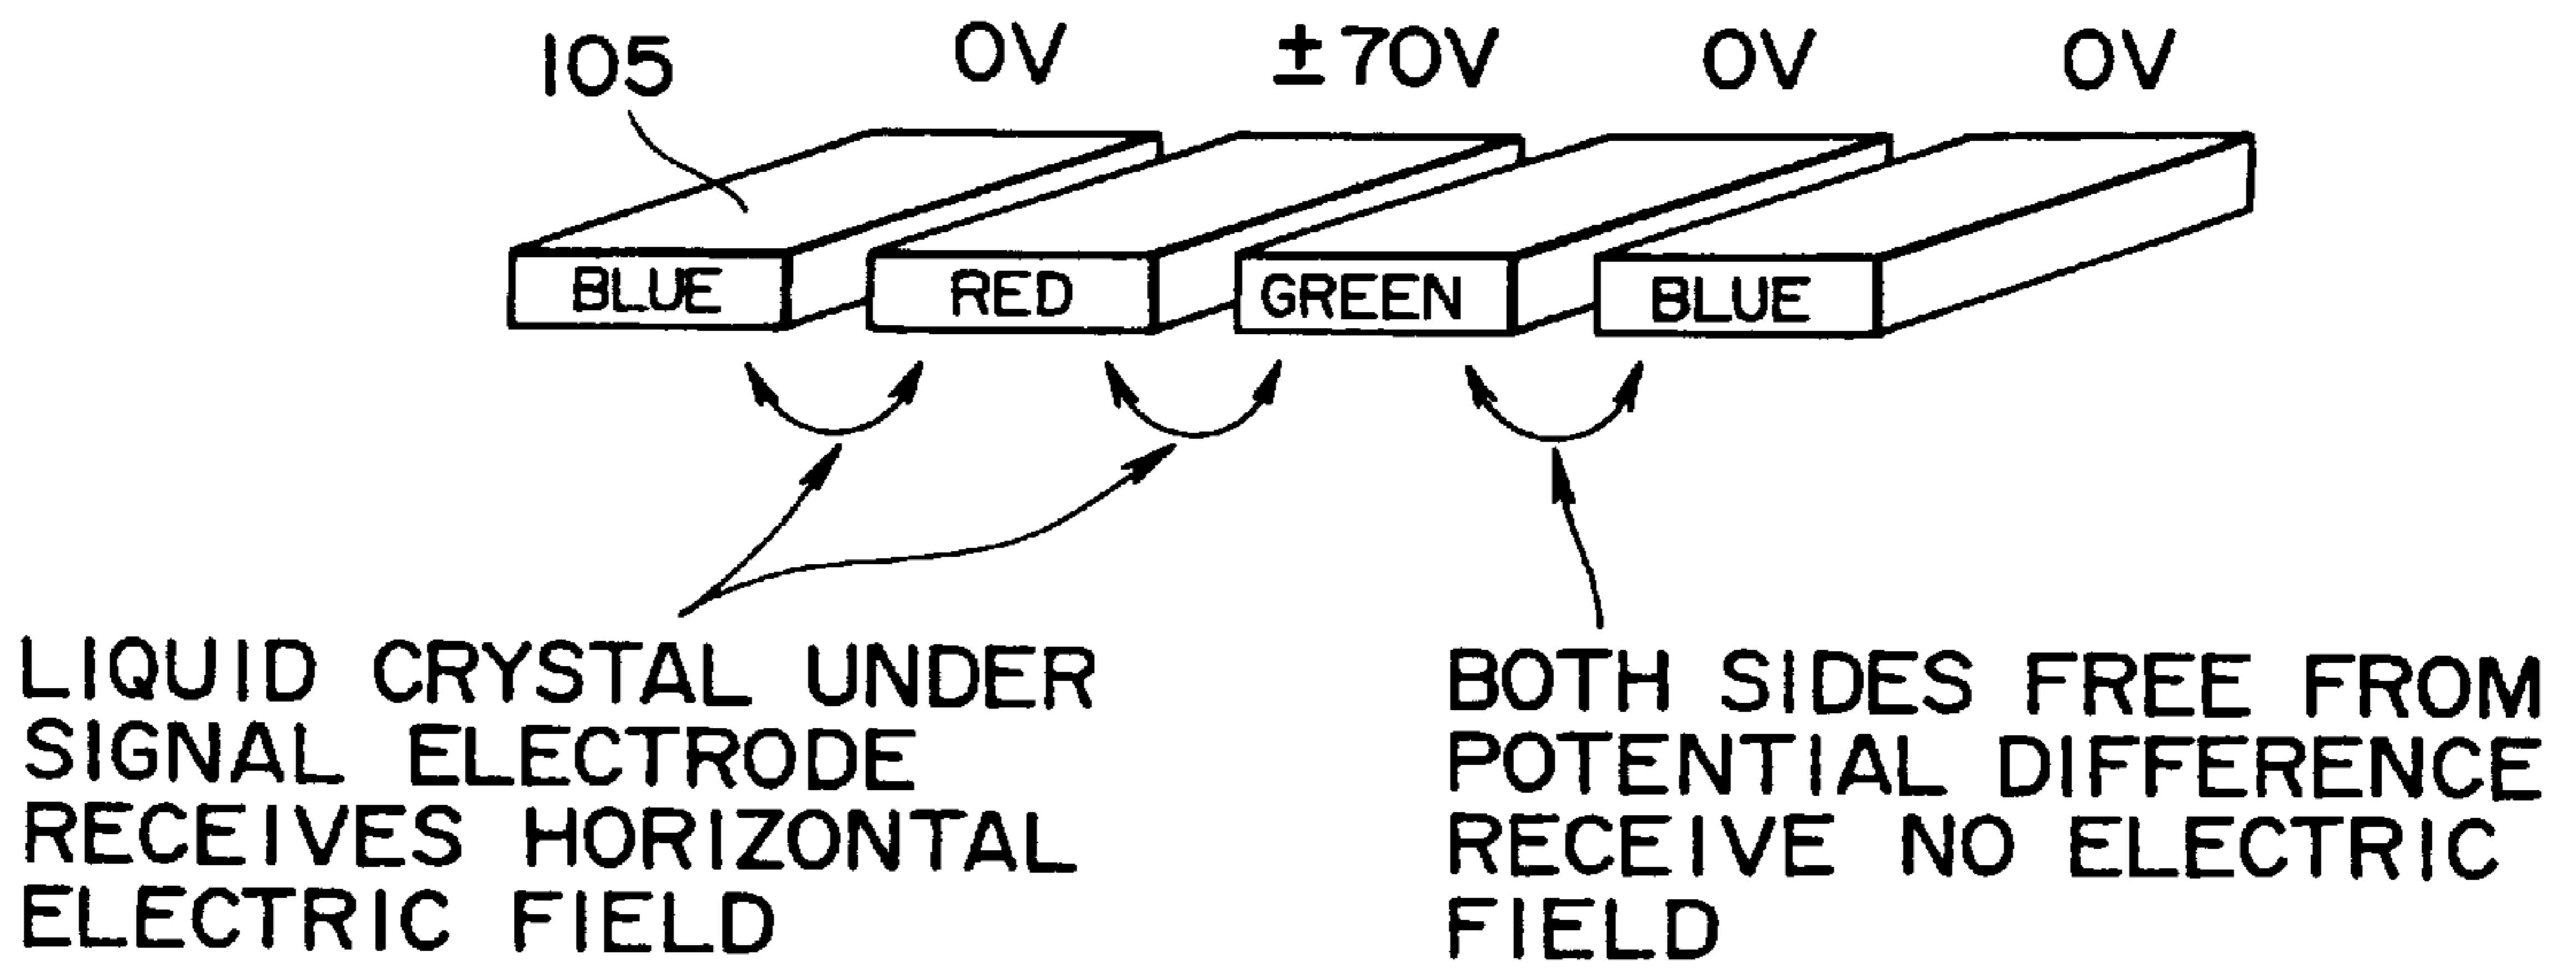 105 0V ±70V 0V 0V
BLUE RED GREEN BLUE
LIQUID CRYSTAL UNDER
SIGNAL ELECTRODE
RECEIVES HORIZONTAL
ELECTRIC FIELD
BOTH SIDES FREE FROM
POTENTIAL DIFFERENCE
RECEIVE NO ELECTRIC
FIELD